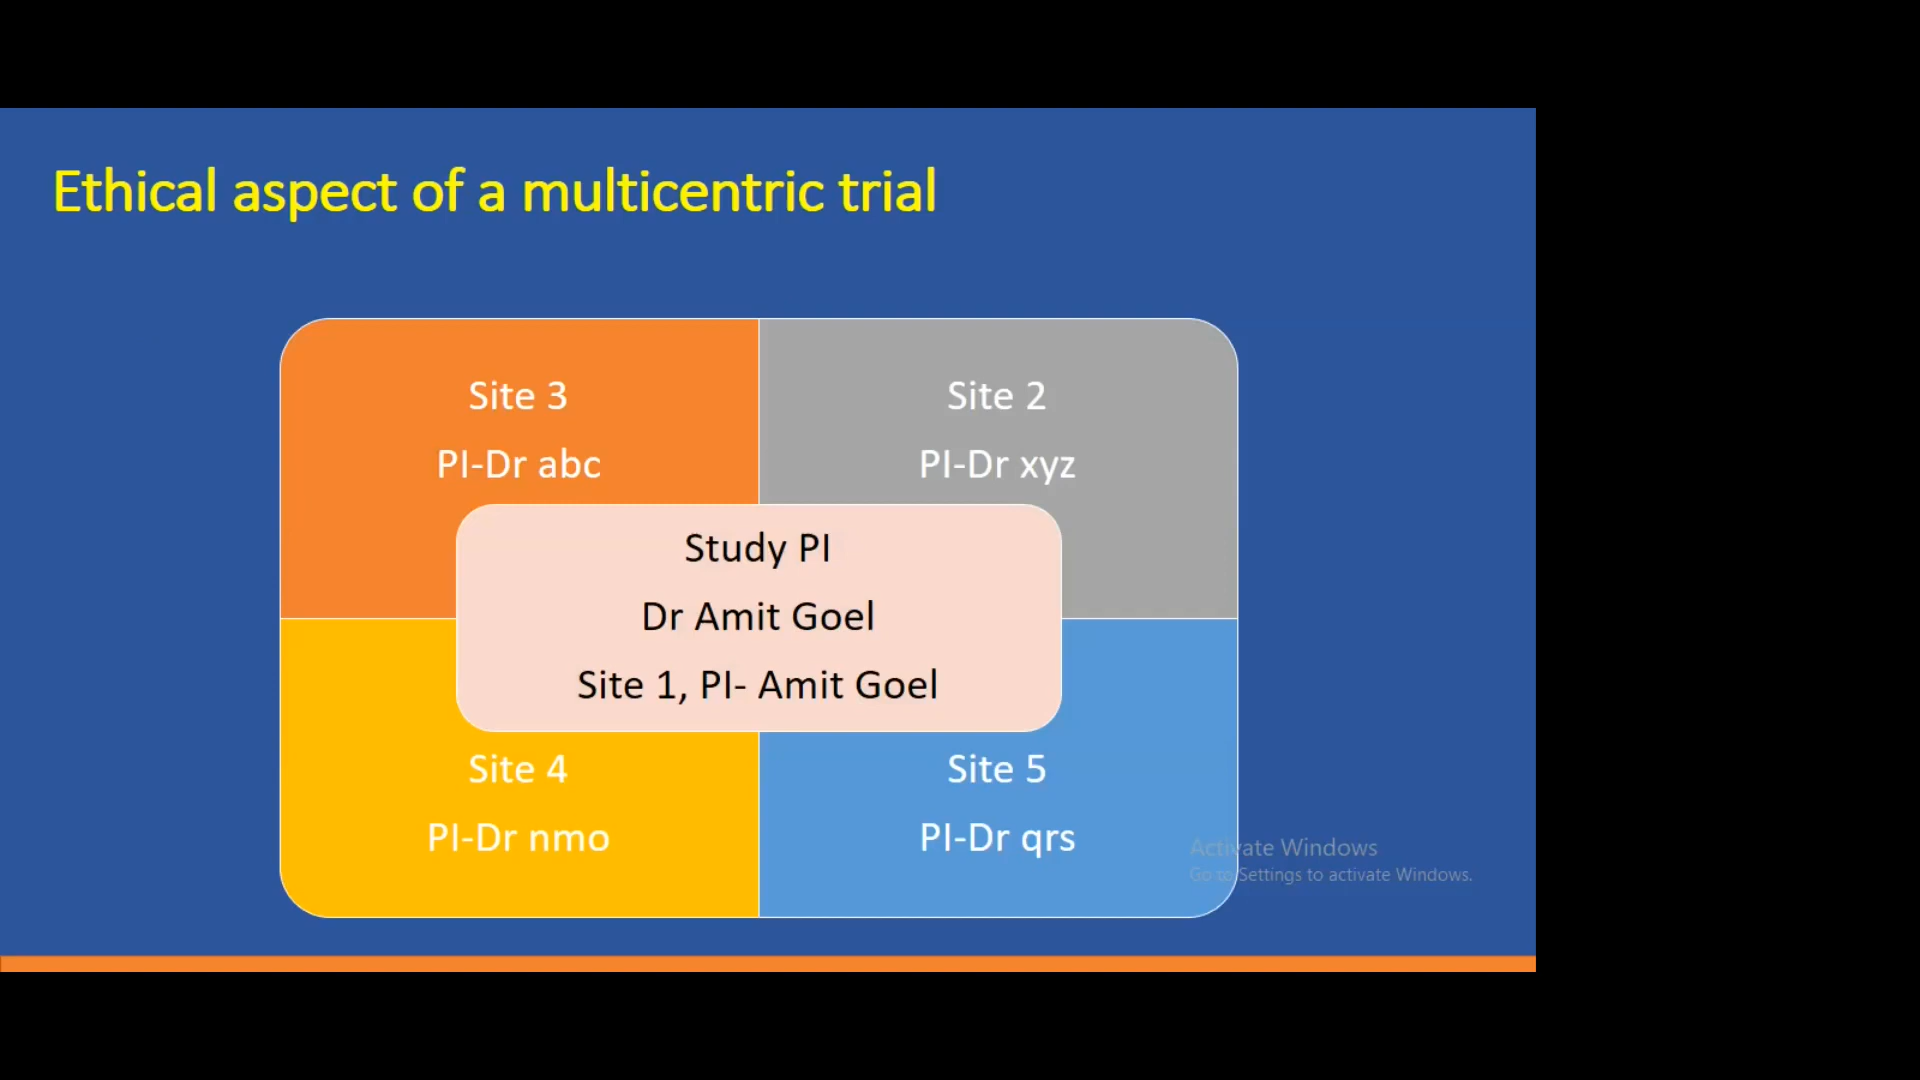 Ethical aspect of a multicentric trial
Site 3
PI-Dr abc
Site 2
PI-Dr xyz
Study PI
Dr Amit Goel
Site 1, PI- Amit Goel
Site 4
PI-Dr nmo
Site 5
PI-Dr qrs
Activate Windows
Go to Settings to activate Windows.